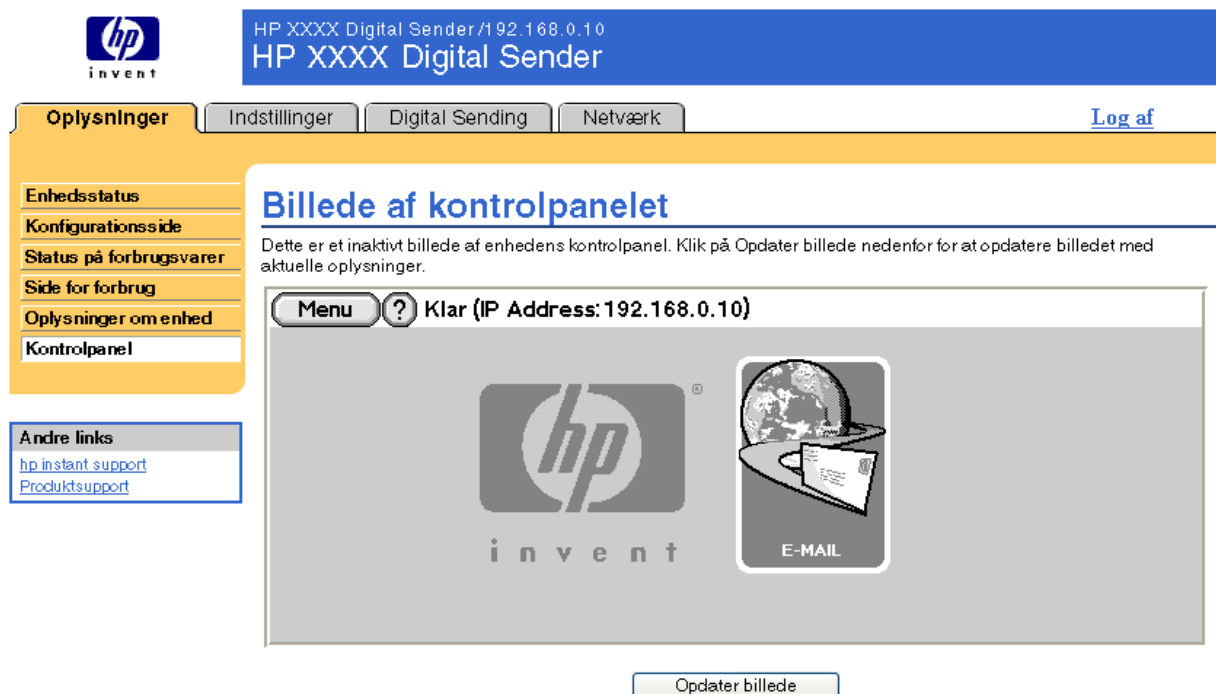 hp
invent
HP XXXX Digital Sender/192.168.0.10
HP XXXX Digital Sender
Oplysninger
Indstillinger
Digital Sending
Netværk
Log af
Enhedsstatus
Konfigurationsside
Status på forbrugsvarer
Side for forbrug
Oplysninger om enhed
Kontrolpanel
Andre links
hp instant support
Produktsupport
Billede af kontrolpanelet
Dette er et inaktivt billede af enhedens kontrolpanel. Klik på Opdater billede nedenfor for at opdatere billedet med
aktuelle oplysninger.
Menu ? Klar (IP Address:192.168.0.10)
hp ®
invent
E-MAIL
Opdater billede